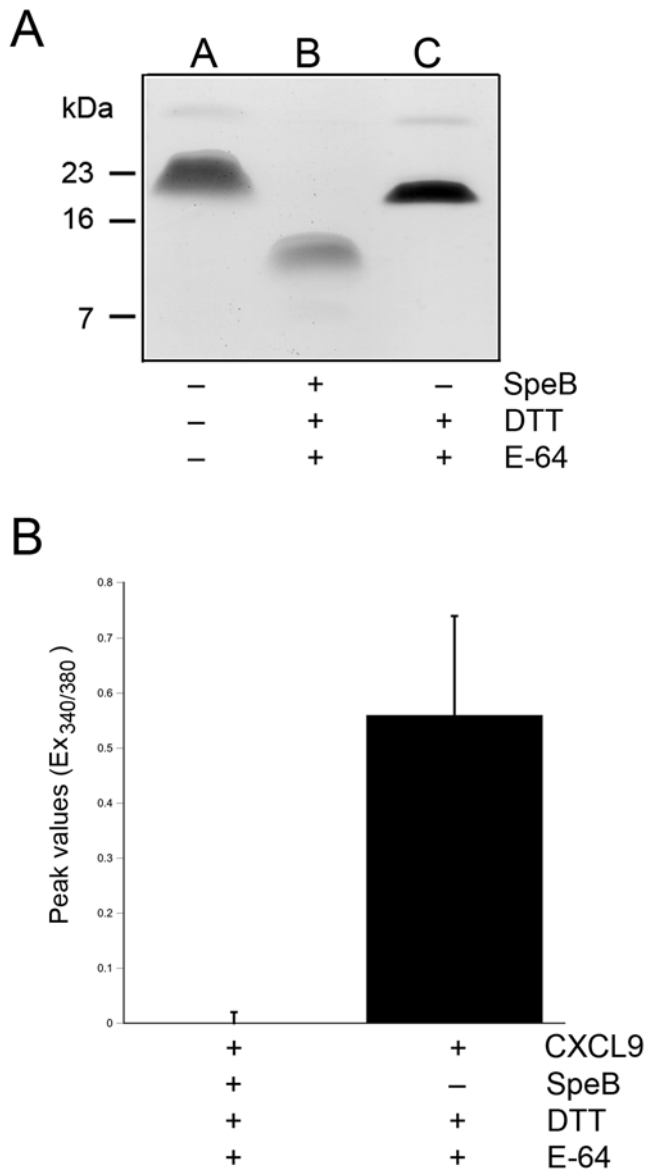 A
A B C
kDa
23
16
7
– + – SpeB
– + + DTT
– + + E-64
B
Peak values (Ex340/380)
0.8
0.7
0.6
0.5
0.4
0.3
0.2
0.1
0
+ + CXCL9
+ – SpeB
+ + DTT
+ + E-64